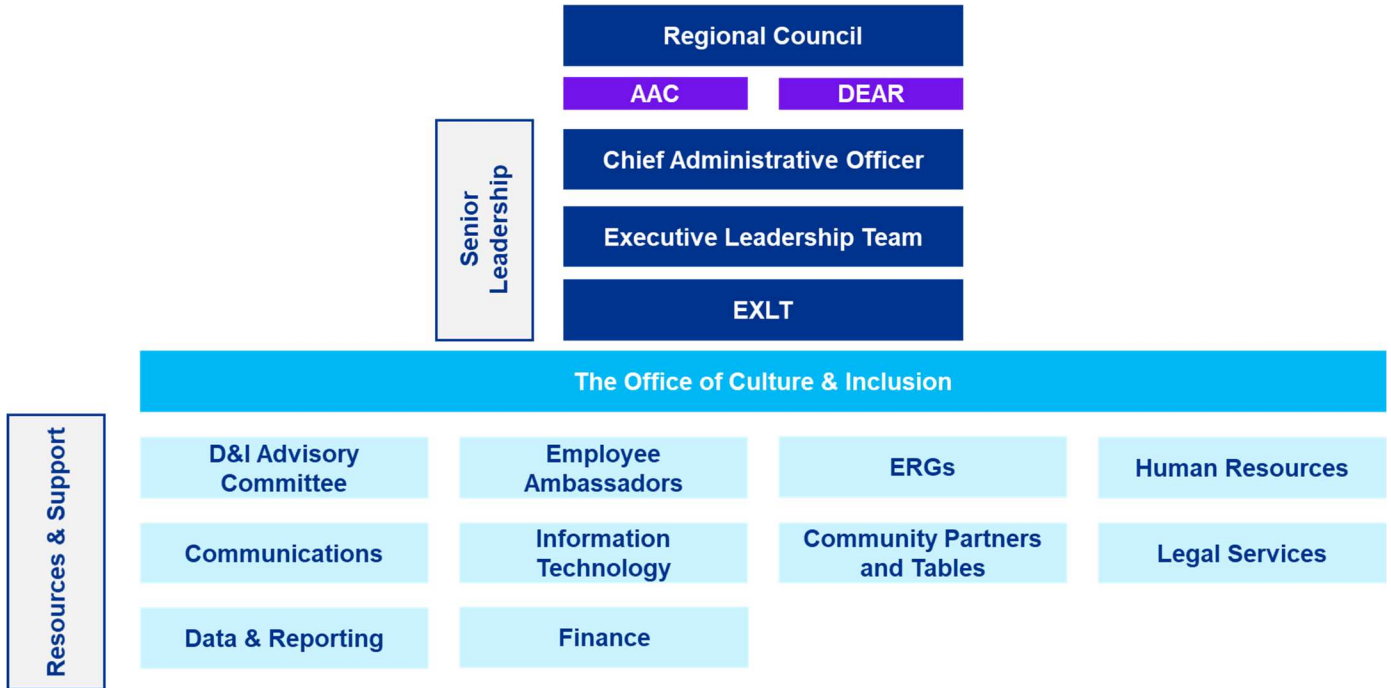 Regional Council
AAC
DEAR
Senior
Leadership
Chief Administrative Officer
Executive Leadership Team
EXLT
The Office of Culture & Inclusion
Resources & Support
D&I Advisory
Committee
Employee
Ambassadors
ERGs
Human Resources
Communications
Information
Technology
Community Partners
and Tables
Legal Services
Data & Reporting
Finance